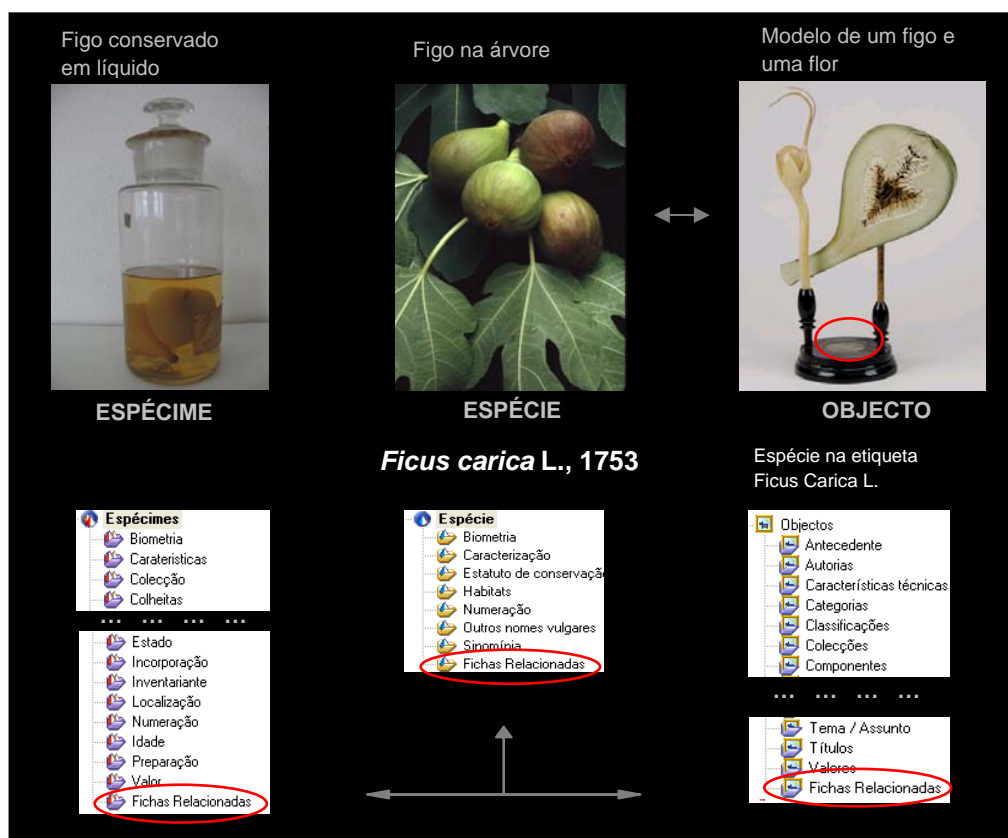 Figo conservado
em líquido
Figo na árvore
Modelo de um figo e
uma flor
ESPÉCIME
ESPÉCIE
OBJECTO
Ficus carica L., 1753
Espécie na etiqueta
Ficus Carica L.
Espécimes
Biometria
Carateristicas
Colecção
Colheitas
... ... ... ...
Estado
Incorporação
Inventariante
Localização
Numeração
Idade
Preparação
Valor
Fichas Relacionadas
Espécie
Biometria
Caracterização
Estatuto de conservação
Habitats
Numeração
Outros nomes vulgares
Sinomínia
Fichas Relacionadas
Objectos
Antecedente
Autorias
Características técnicas
Categorias
Classificações
Colecções
Componentes
... ... ... ...
Tema / Assunto
Títulos
Valores
Fichas Relacionadas